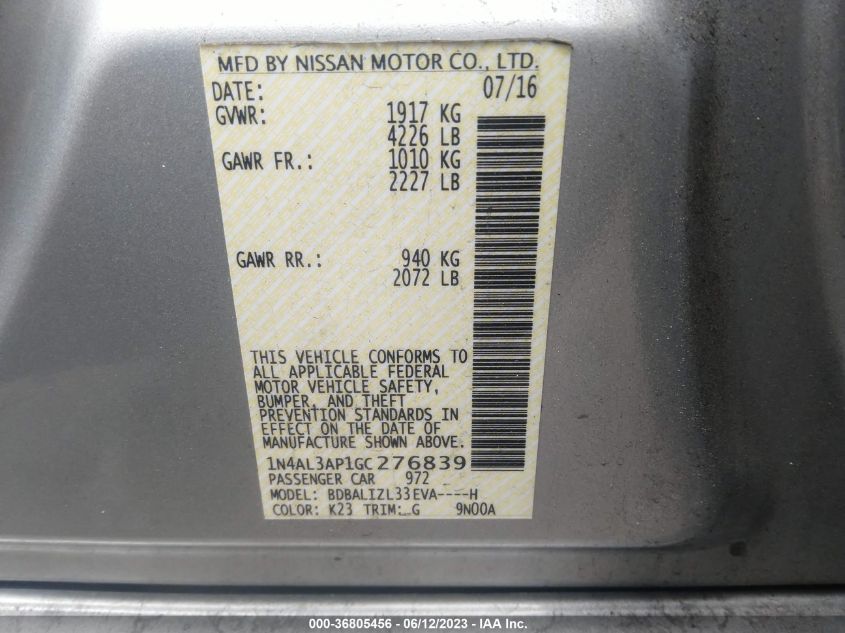 MFD BY NISSAN MOTOR CO., LTD.
DATE: 07/16
GVWR: 1917 KG
4226 LB
GAWR FR.: 1010 KG
2227 LB
GAWR RR.: 940 KG
2072 LB
THIS VEHICLE CONFORMS TO
ALL APPLICABLE FEDERAL
MOTOR VEHICLE SAFETY,
BUMPER, AND THEFT
PREVENTION STANDARDS IN
EFFECT ON THE DATE OF
MANUFACTURE SHOWN ABOVE.
1N4AL3AP1GC276839
PASSENGER CAR 972
MODEL: BDBALIZL33EVA----H
COLOR: K23 TRIM: G 9N00A
000-36805456 - 06/12/2023 - IAA Inc.